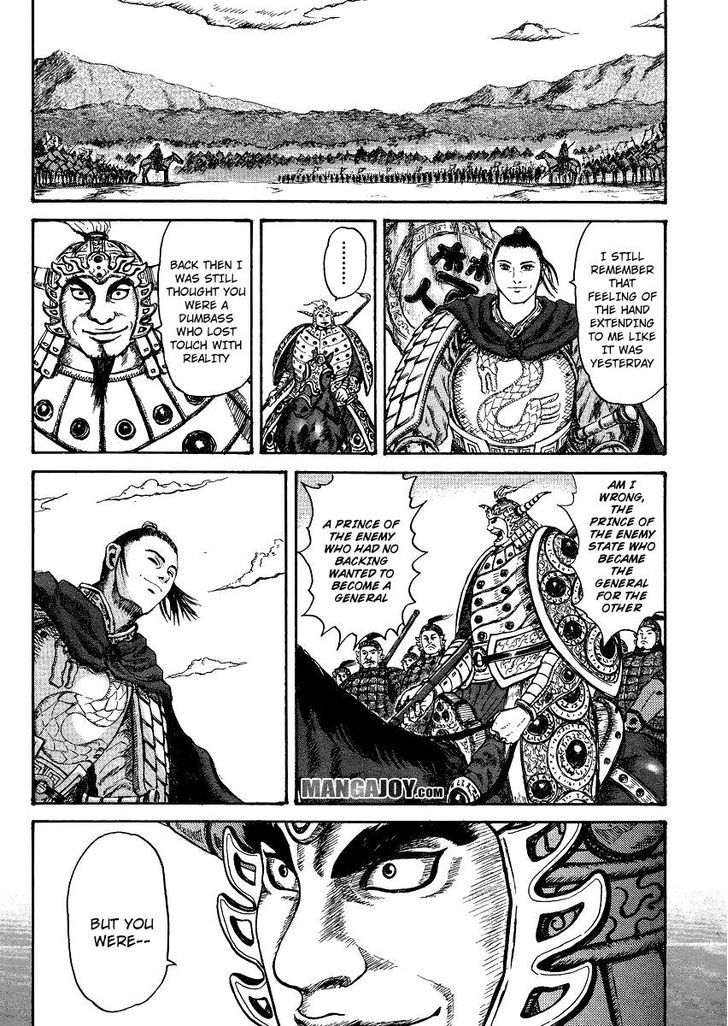 I STILL
REMEMBER
THAT
FEELING OF
THE HAND
EXTENDING
TO ME LIKE
IT WAS
YESTERDAY
........
BACK THEN I
WAS STILL
THOUGHT YOU
WERE A
DUMBASS
WHO LOST
TOUCH WITH
REALITY
AM I
WRONG,
THE PRINCE
OF THE ENEMY
STATE WHO
BECAME
THE
GENERAL
FOR THE
OTHER
A PRINCE OF
THE ENEMY
WHO HAD NO
BACKING
WANTED TO
BECOME A
GENERAL
MANGAJOY.com
BUT YOU
WERE--